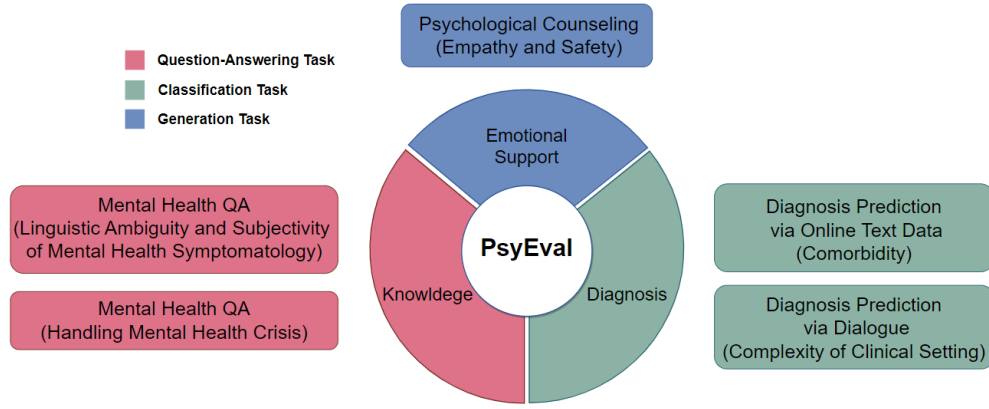 Psychological Counseling
(Empathy and Safety)
Question-Answering Task
Classification Task
Generation Task
Emotional
Support
Mental Health QA
(Linguistic Ambiguity and Subjectivity
of Mental Health Symptomatology)
Mental Health QA
(Handling Mental Health Crisis)
Knowldege
PsyEval
Diagnosis
Diagnosis Prediction
via Online Text Data
(Comorbidity)
Diagnosis Prediction
via Dialogue
(Complexity of Clinical Setting)